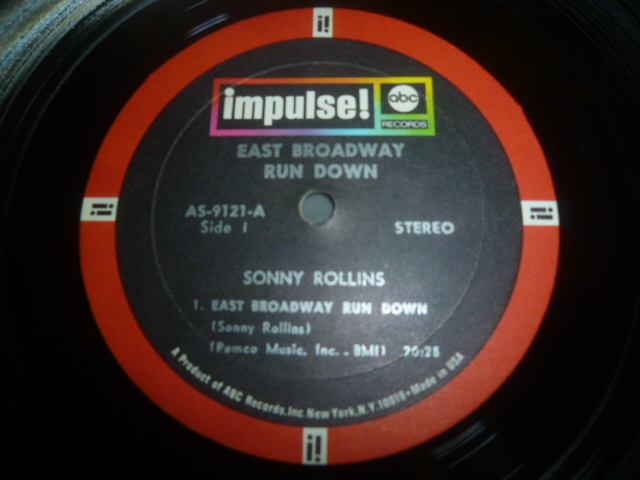 i!
impulse!
abc
RECORDS
EAST BROADWAY
RUN DOWN
AS-9121-A
Side 1
STEREO
i!
i!
SONNY ROLLINS
1. EAST BROADWAY RUN DOWN
(Sonny Rollins)
(Pamco Music, Inc. - BMI) 20:25
A Product of ABC Records, Inc. New York, N.Y. 10019 • Made in USA
i!